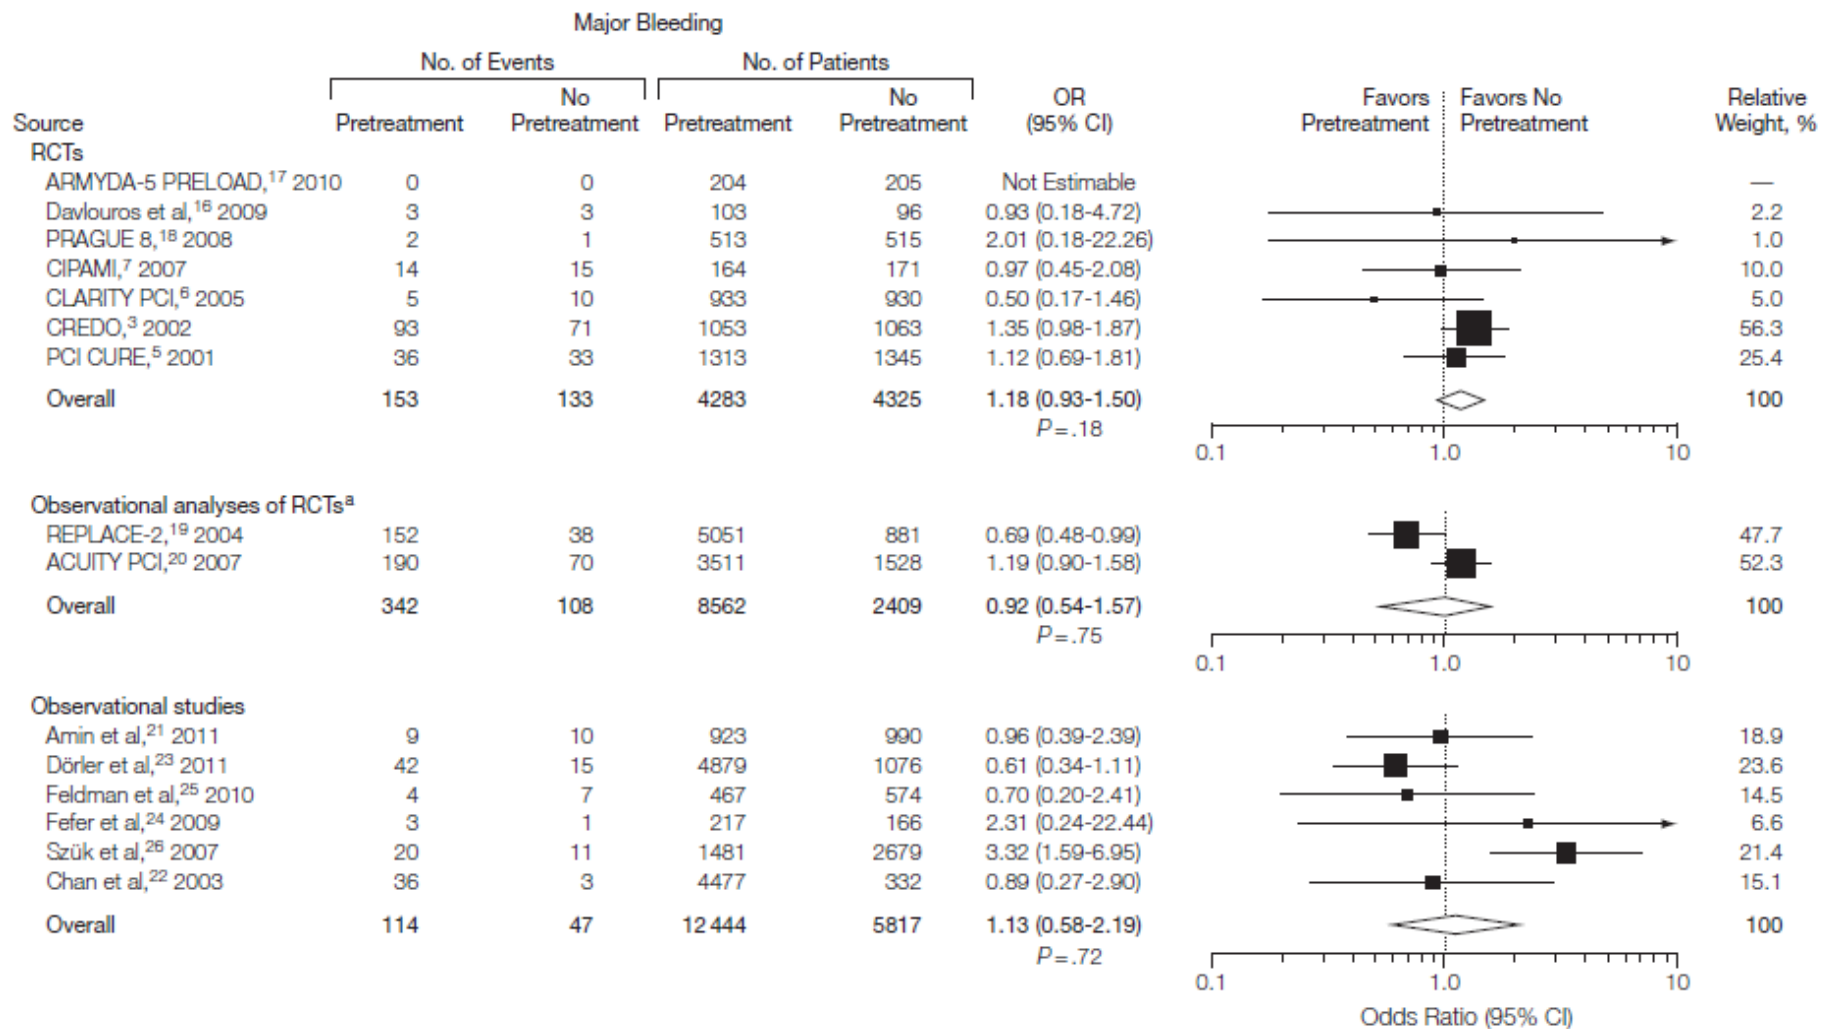 Major Bleeding
No. of Events No. of Patients
No No OR Favors Favors No Relative
Source Pretreatment Pretreatment Pretreatment Pretreatment (95% CI) Pretreatment Pretreatment Weight, %
RCTs
ARMYDA-5 PRELOAD,17 2010 0 0 204 205 Not Estimable —
Davlouros et al,16 2009 3 3 103 96 0.93 (0.18-4.72) 2.2
PRAGUE 8,18 2008 2 1 513 515 2.01 (0.18-22.26) 1.0
CIPAMI,7 2007 14 15 164 171 0.97 (0.45-2.08) 10.0
CLARITY PCI,6 2005 5 10 933 930 0.50 (0.17-1.46) 5.0
CREDO,3 2002 93 71 1053 1063 1.35 (0.98-1.87) 56.3
PCI CURE,5 2001 36 33 1313 1345 1.12 (0.69-1.81) 25.4
Overall 153 133 4283 4325 1.18 (0.93-1.50) 100
P = .18
0.1 1.0 10
Observational analyses of RCTsa
REPLACE-2,19 2004 152 38 5051 881 0.69 (0.48-0.99) 47.7
ACUITY PCI,20 2007 190 70 3511 1528 1.19 (0.90-1.58) 52.3
Overall 342 108 8562 2409 0.92 (0.54-1.57) 100
P = .75
0.1 1.0 10
Observational studies
Amin et al,21 2011 9 10 923 990 0.96 (0.39-2.39) 18.9
Dörler et al,23 2011 42 15 4879 1076 0.61 (0.34-1.11) 23.6
Feldman et al,25 2010 4 7 467 574 0.70 (0.20-2.41) 14.5
Fefer et al,24 2009 3 1 217 166 2.31 (0.24-22.44) 6.6
Szük et al,26 2007 20 11 1481 2679 3.32 (1.59-6.95) 21.4
Chan et al,22 2003 36 3 4477 332 0.89 (0.27-2.90) 15.1
Overall 114 47 12 444 5817 1.13 (0.58-2.19) 100
P = .72
0.1 1.0 10
Odds Ratio (95% CI)